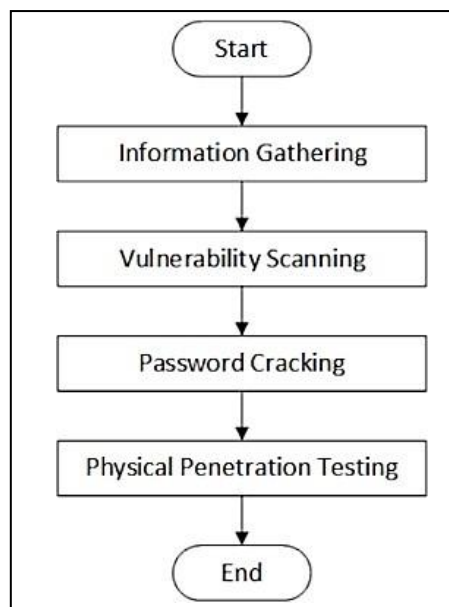 Start
Information Gathering
Vulnerability Scanning
Password Cracking
Physical Penetration Testing
End